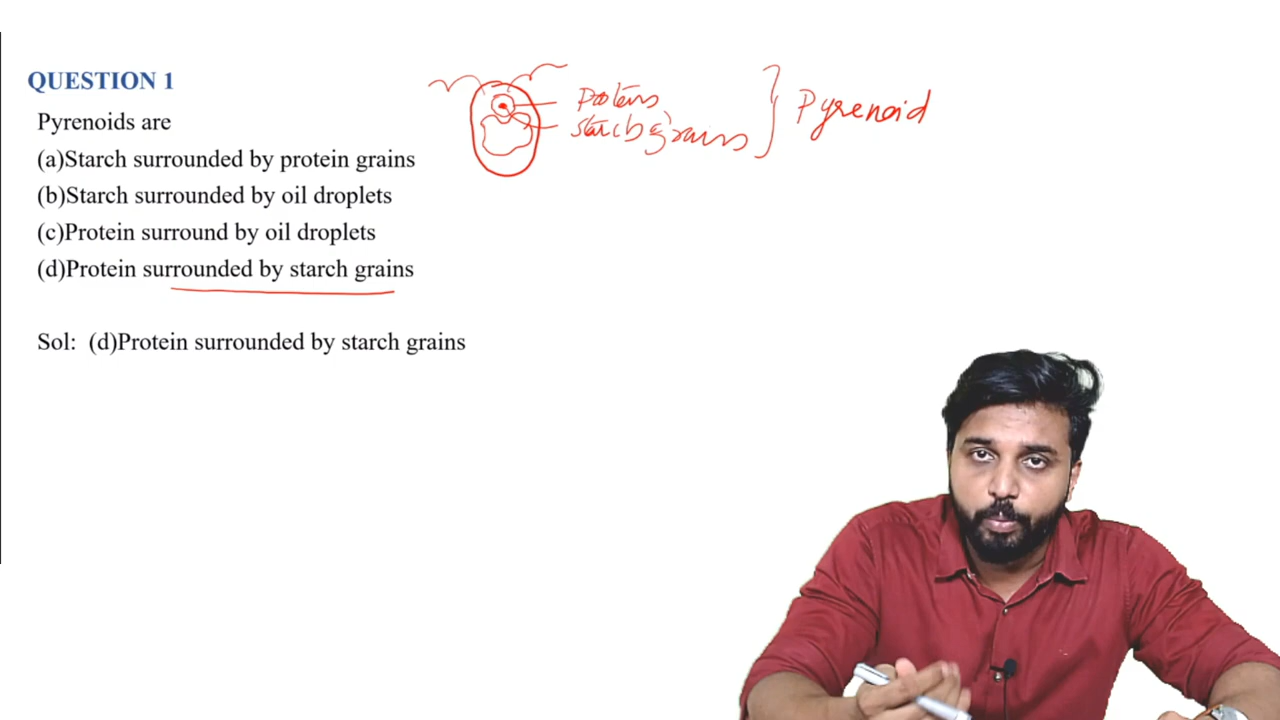 QUESTION 1
Pyrenoids are
(a)Starch surrounded by protein grains
(b)Starch surrounded by oil droplets
(c)Protein surround by oil droplets
(d)Protein surrounded by starch grains
Sol: (d)Protein surrounded by starch grains
Proteins
starch grains
Pyrenoid